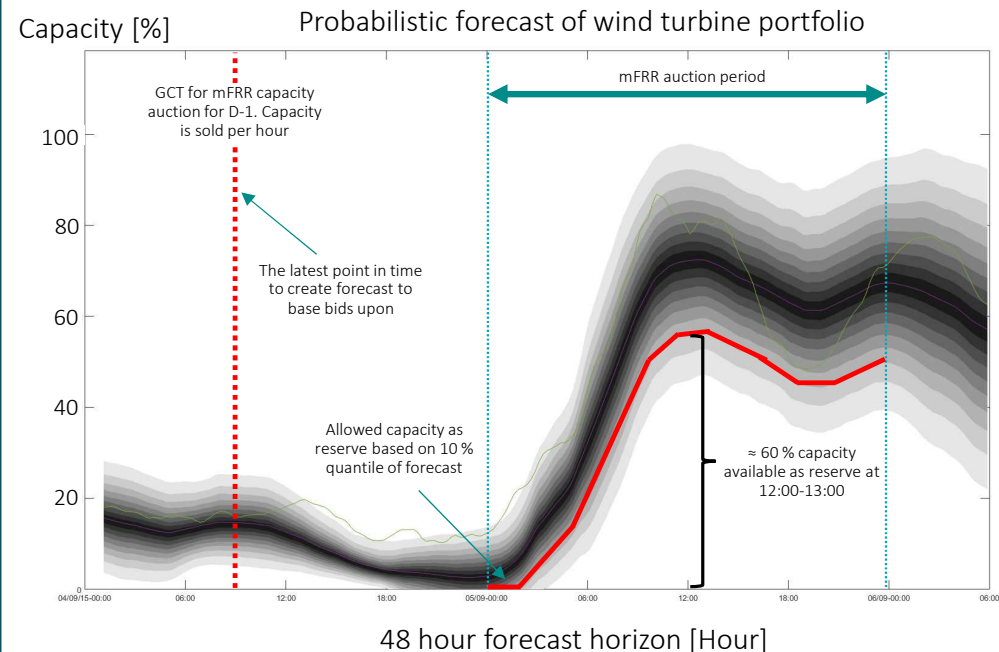 Capacity [%]
Probabilistic forecast of wind turbine portfolio
GCT for mFRR capacity
auction for D-1. Capacity
is sold per hour
mFRR auction period
The latest point in time
to create forecast to
base bids upon
Allowed capacity as
reserve based on 10 %
quantile of forecast
≈ 60 % capacity
available as reserve at
12:00-13:00
100
80
60
40
20
0
04/09/15-00:00 06:00 12:00 18:00 05/09-00:00 06:00 12:00 18:00 06/09-00:00 06:00
48 hour forecast horizon [Hour]